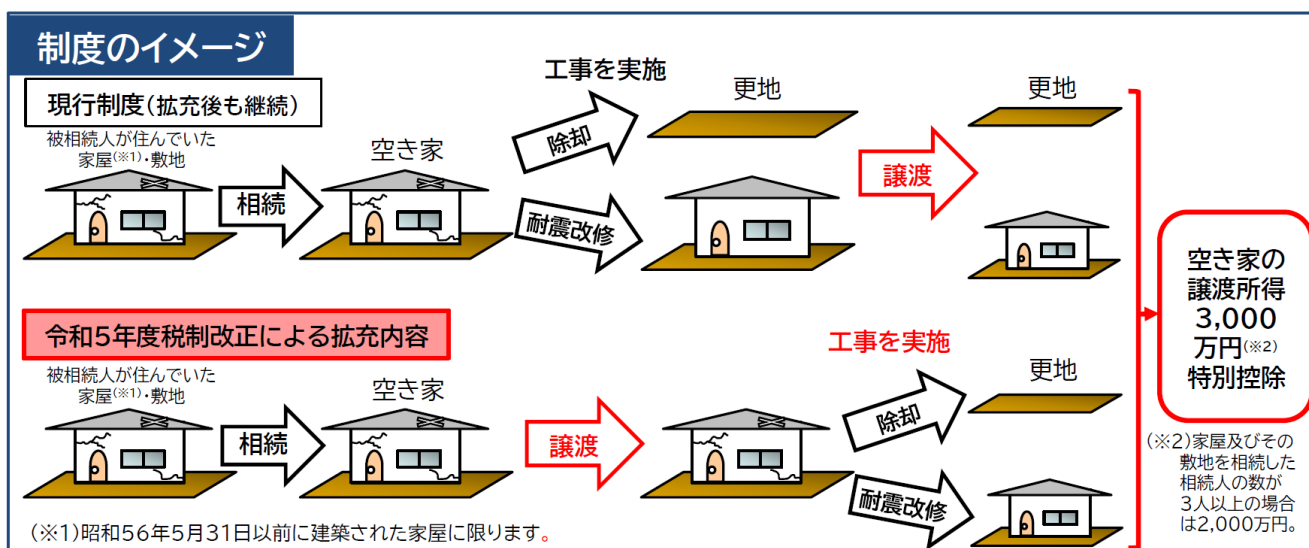 制度のイメージ
現行制度(拡充後も継続)
被相続人が住んでいた
家屋(※1)・敷地
相続
空き家
工事を実施
除却
耐震改修
更地
譲渡
更地
令和5年度税制改正による拡充内容
被相続人が住んでいた
家屋(※1)・敷地
相続
空き家
譲渡
工事を実施
除却
耐震改修
更地
空き家の
譲渡所得
3,000
万円(※2)
特別控除
(※2)家屋及びその
敷地を相続した
相続人の数が
3人以上の場合
は2,000万円。
(※1)昭和56年5月31日以前に建築された家屋に限ります。